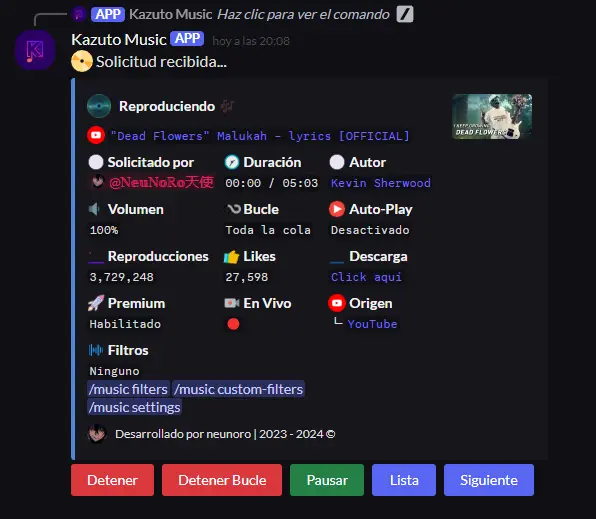 APP Kazuto Music Haz clic para ver el comando
Kazuto Music APP hoy a las 20:08
Solicitud recibida...
Reproduciendo
"Dead Flowers" Malukah - lyrics [OFFICIAL]
I KEEP GROWING
DEAD FLOWERS
Solicitado por Duración Autor
@ℕ𝕖𝕦ℕ𝕠ℝ𝕠天使 00:00 / 05:03 Kevin Sherwood
Volumen Bucle Auto-Play
100% Toda la cola Desactivado
Reproducciones Likes Descarga
3,729,248 27,598 Click aquí
Premium En Vivo Origen
Habilitado ╰ YouTube
Filtros
Ninguno
/music filters /music custom-filters
/music settings
Desarrollado por neunoro | 2023 - 2024 ©
Detener Detener Bucle Pausar Lista Siguiente